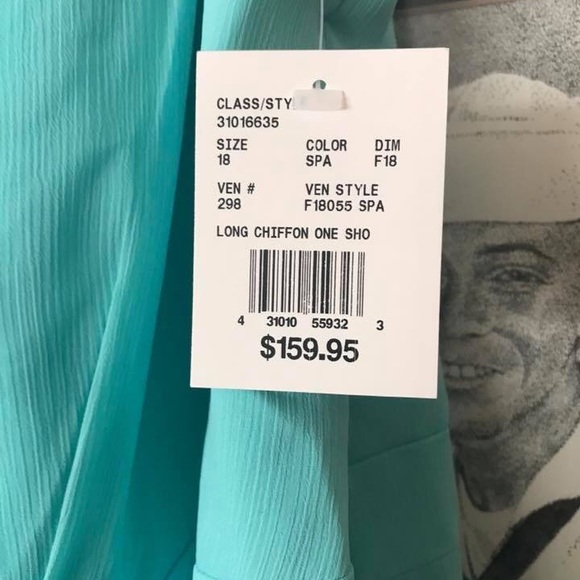 CLASS/STY
31016635
SIZE COLOR DIM
18 SPA F18
VEN # VEN STYLE
298 F18055 SPA
LONG CHIFFON ONE SHO
4 31010 55932 3
$159.95